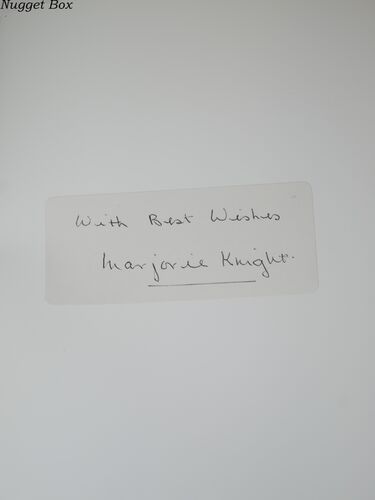 Nugget Box
With Best Wishes
Marjorie Knight.